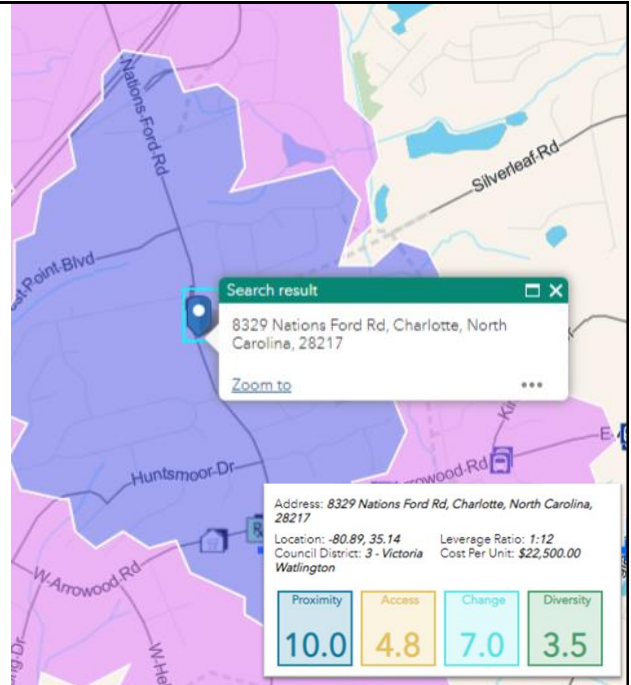 Nations Ford Rd
Silverleaf-Rd
Point-Blvd
Search result
8329 Nations Ford Rd, Charlotte, North
Carolina, 28217
Zoom to
Huntsmoor-Dr
E
W-Arrowood-Rd
Address: 8329 Nations Ford Rd, Charlotte, North Carolina,
28217
Location: -80.89, 35.14 Leverage Ratio: 1:12
Council District: 3 - Victoria Cost Per Unit: $22,500.00
Watlington
Proximity Access Change Diversity
10.0 4.8 7.0 3.5